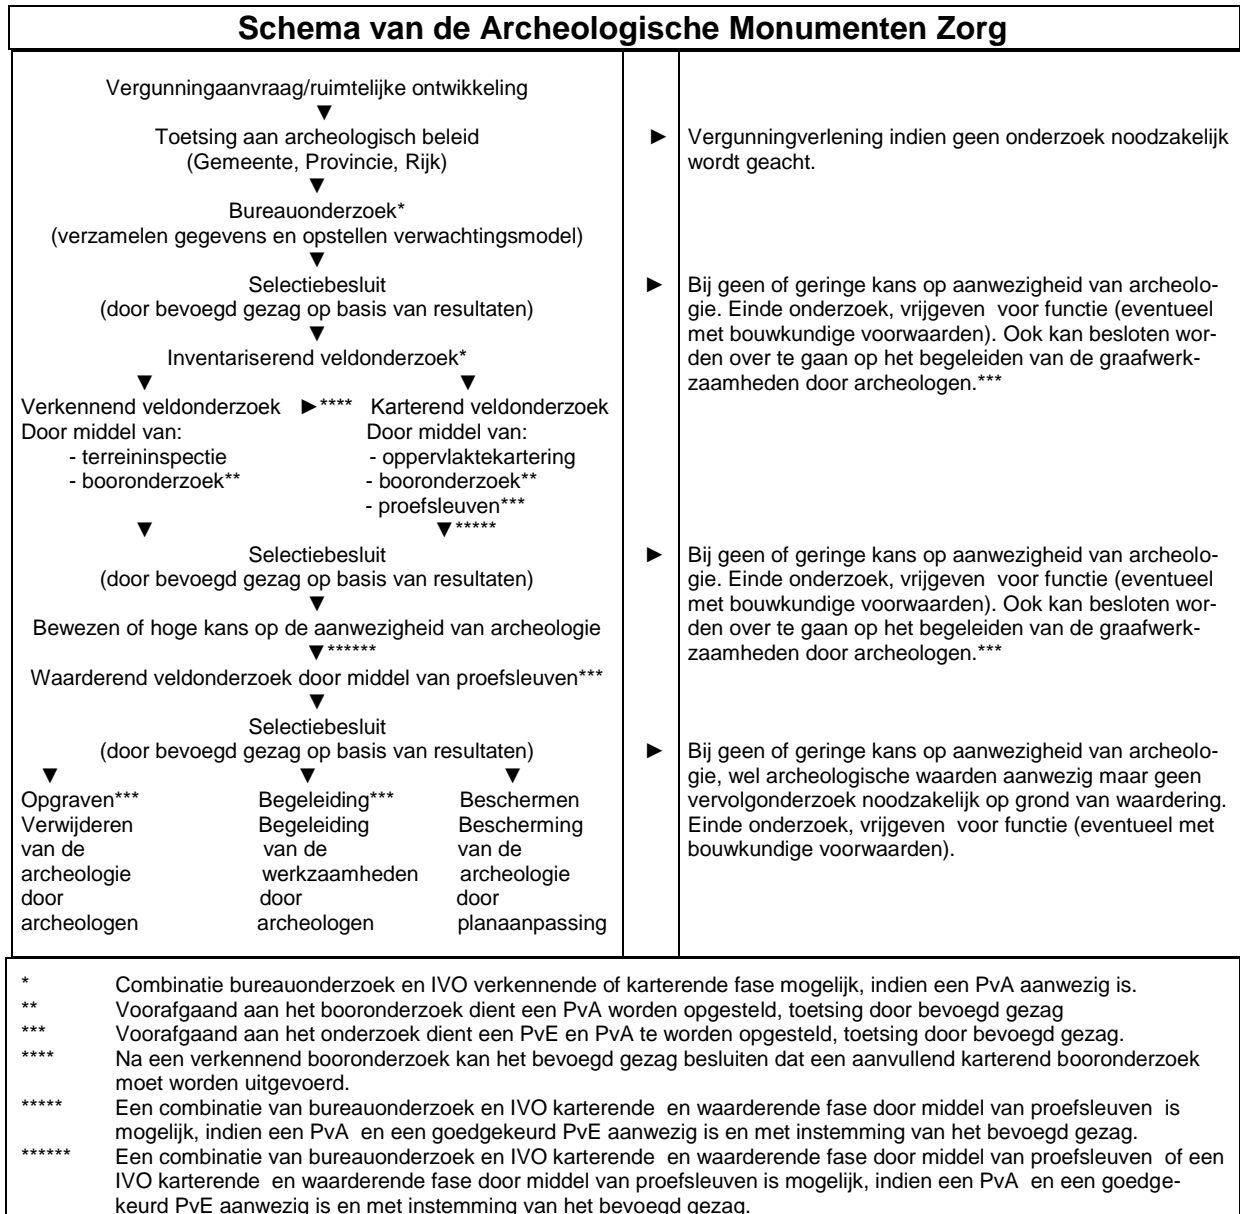 Schema van de Archeologische Monumenten Zorg
Vergunningaanvraag/ruimtelijke ontwikkeling
▼
Toetsing aan archeologisch beleid
(Gemeente, Provincie, Rijk)
► Vergunningverlening indien geen onderzoek noodzakelijk
wordt geacht.
▼
Bureauonderzoek*
(verzamelen gegevens en opstellen verwachtingsmodel)
▼
Selectiebesluit
(door bevoegd gezag op basis van resultaten)
► Bij geen of geringe kans op aanwezigheid van archeolo-
gie. Einde onderzoek, vrijgeven voor functie (eventueel
met bouwkundige voorwaarden). Ook kan besloten wor-
den over te gaan op het begeleiden van de graafwerk-
zaamheden door archeologen.***
▼
Inventariserend veldonderzoek*
▼ ▼
Verkennend veldonderzoek ►**** Karterend veldonderzoek
Door middel van: Door middel van:
- terreininspectie - oppervlaktekartering
- booronderzoek** - booronderzoek**
- proefsleuven***
▼ ▼*****
Selectiebesluit
(door bevoegd gezag op basis van resultaten)
► Bij geen of geringe kans op aanwezigheid van archeolo-
gie. Einde onderzoek, vrijgeven voor functie (eventueel
met bouwkundige voorwaarden). Ook kan besloten wor-
den over te gaan op het begeleiden van de graafwerk-
zaamheden door archeologen.***
▼
Bewezen of hoge kans op de aanwezigheid van archeologie
▼******
Waarderend veldonderzoek door middel van proefsleuven***
▼
Selectiebesluit
(door bevoegd gezag op basis van resultaten)
► Bij geen of geringe kans op aanwezigheid van archeolo-
gie, wel archeologische waarden aanwezig maar geen
vervolgonderzoek noodzakelijk op grond van waardering.
Einde onderzoek, vrijgeven voor functie (eventueel met
bouwkundige voorwaarden).
▼ ▼ ▼
Opgraven*** Begeleiding*** Beschermen
Verwijderen Begeleiding Bescherming
van de van de van de
archeologie werkzaamheden archeologie
door door door
archeologen archeologen planaanpassing
* Combinatie bureauonderzoek en IVO verkennende of karterende fase mogelijk, indien een PvA aanwezig is.
** Voorafgaand aan het booronderzoek dient een PvA worden opgesteld, toetsing door bevoegd gezag
*** Voorafgaand aan het onderzoek dient een PvE en PvA te worden opgesteld, toetsing door bevoegd gezag.
**** Na een verkennend booronderzoek kan het bevoegd gezag besluiten dat een aanvullend karterend booronderzoek
moet worden uitgevoerd.
***** Een combinatie van bureauonderzoek en IVO karterende en waarderende fase door middel van proefsleuven is
mogelijk, indien een PvA en een goedgekeurd PvE aanwezig is en met instemming van het bevoegd gezag.
****** Een combinatie van bureauonderzoek en IVO karterende en waarderende fase door middel van proefsleuven of een
IVO karterende en waarderende fase door middel van proefsleuven is mogelijk, indien een PvA en een goedge-
keurd PvE aanwezig is en met instemming van het bevoegd gezag.